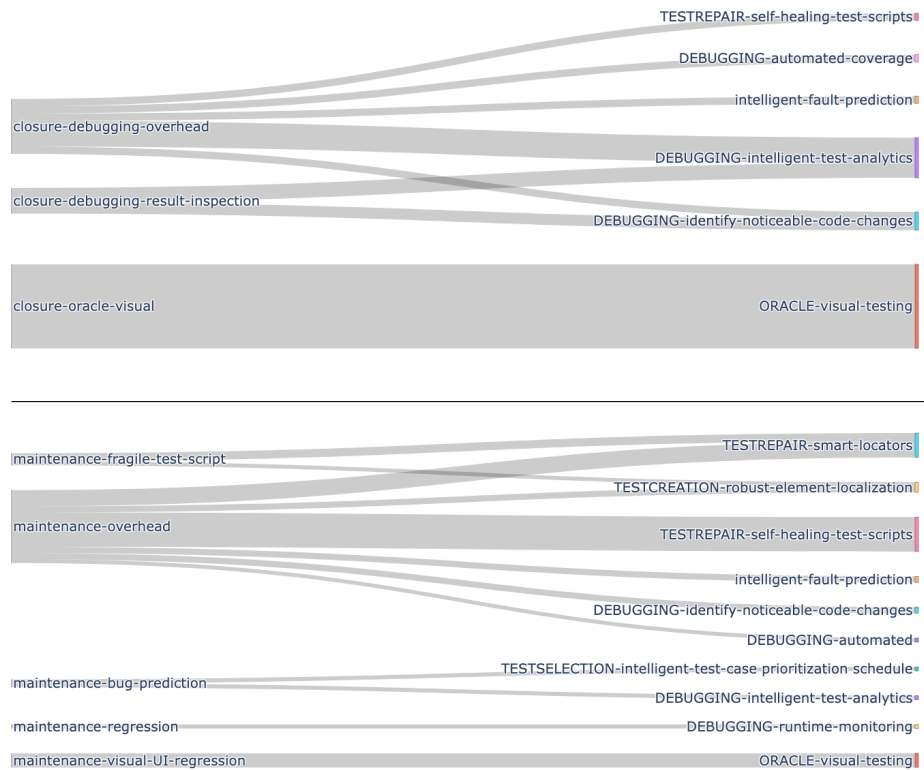 TESTREPAIR-self-healing-test-scripts
DEBUGGING-automated-coverage
intelligent-fault-prediction
closure-debugging-overhead
DEBUGGING-intelligent-test-analytics
closure-debugging-result-inspection
DEBUGGING-identify-noticeable-code-changes
closure-oracle-visual
ORACLE-visual-testing
TESTREPAIR-smart-locators
maintenance-fragile-test-script
TESTCREATION-robust-element-localization
maintenance-overhead
TESTREPAIR-self-healing-test-scripts
intelligent-fault-prediction
DEBUGGING-identify-noticeable-code-changes
DEBUGGING-automated
TESTSELECTION-intelligent-test-case prioritization schedule
maintenance-bug-prediction
DEBUGGING-intelligent-test-analytics
maintenance-regression
DEBUGGING-runtime-monitoring
maintenance-visual-UI-regression
ORACLE-visual-testing